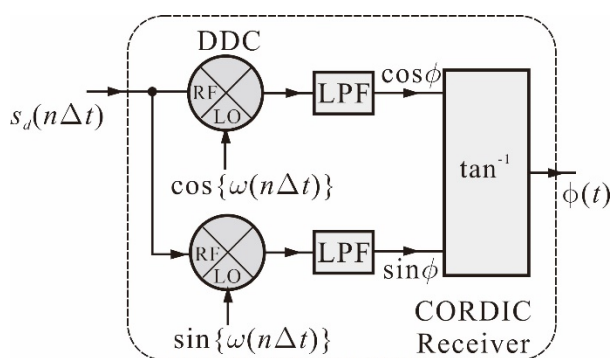 DDC
RF
LO
LPF
cosϕ
s_d(nΔt)
cos{ω(nΔt)}
tan⁻¹
ϕ(t)
RF
LO
LPF
sinϕ
sin{ω(nΔt)}
CORDIC
Receiver